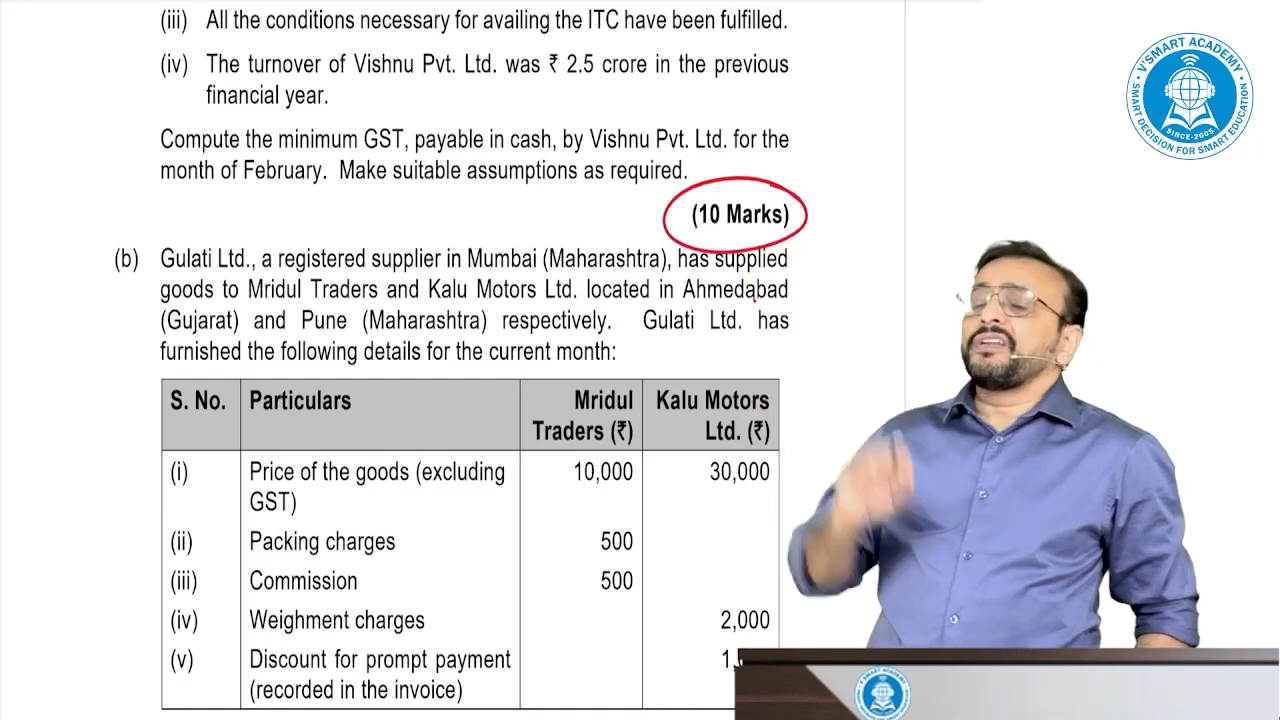 (iii) All the conditions necessary for availing the ITC have been fulfilled.
(iv) The turnover of Vishnu Pvt. Ltd. was ₹ 2.5 crore in the previous
financial year.
Compute the minimum GST, payable in cash, by Vishnu Pvt. Ltd. for the
month of February. Make suitable assumptions as required.
(10 Marks)
(b) Gulati Ltd., a registered supplier in Mumbai (Maharashtra), has supplied
goods to Mridul Traders and Kalu Motors Ltd. located in Ahmedabad
(Gujarat) and Pune (Maharashtra) respectively. Gulati Ltd. has
furnished the following details for the current month:
S. No. Particulars Mridul Traders (₹) Kalu Motors Ltd. (₹)
(i) Price of the goods (excluding GST) 10,000 30,000
(ii) Packing charges 500
(iii) Commission 500
(iv) Weighment charges 2,000
(v) Discount for prompt payment (recorded in the invoice)
V'SMART ACADEMY
SMART DECISION FOR SMART EDUCATION
SINCE-2005